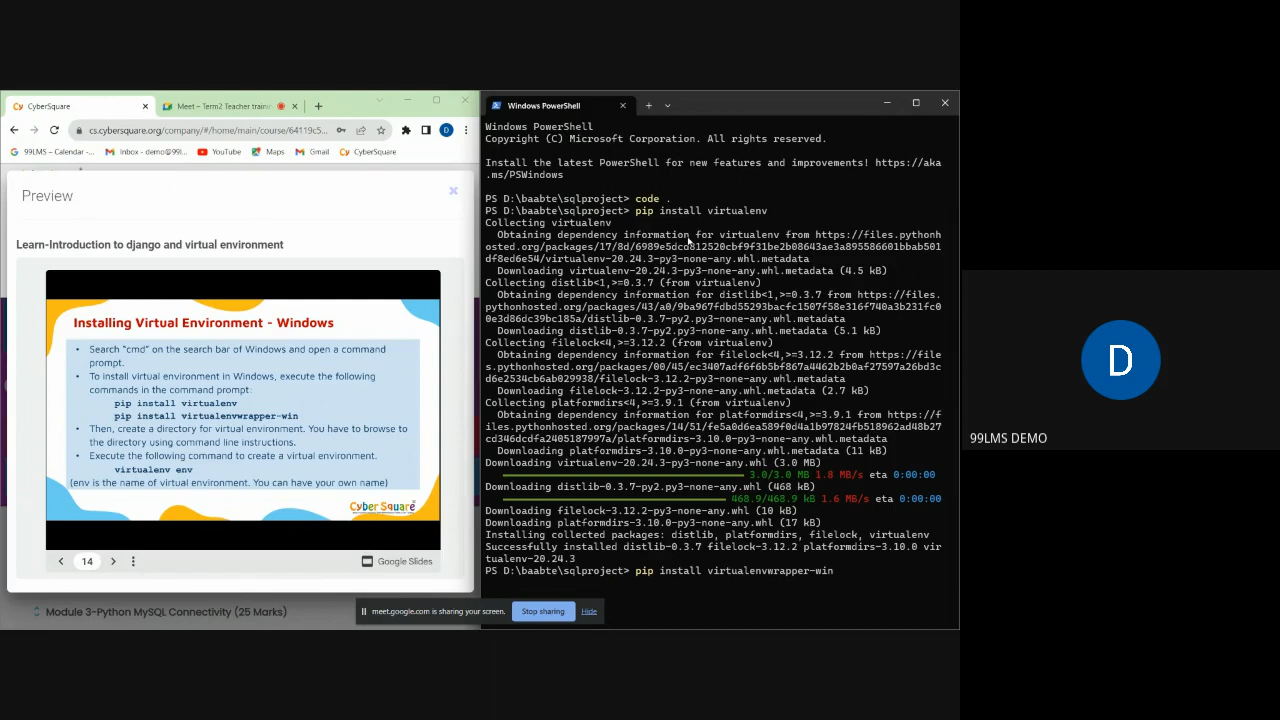 CyberSquare
Meet – Term2 Teacher trainin
cs.cybersquare.org/company/#/home/main/course/64119c5...
D
99LMS – Calendar -...
Inbox - demo@99l...
YouTube
Maps
Gmail
CyberSquare
Preview
Learn-Introduction to django and virtual environment
Installing Virtual Environment - Windows
• Search “cmd” on the search bar of Windows and open a command
prompt.
• To install virtual environment in Windows, execute the following
commands in the command prompt:
pip install virtualenv
pip install virtualenvwrapper-win
• Then, create a directory for virtual environment. You have to browse to
the directory using command line instructions.
• Execute the following command to create a virtual environment.
virtualenv env
(env is the name of virtual environment. You can have your own name)
Cyber Square
14
Google Slides
Module 3-Python MySQL Connectivity (25 Marks)
meet.google.com is sharing your screen.
Stop sharing
Hide
Windows PowerShell
Windows PowerShell
Copyright (C) Microsoft Corporation. All rights reserved.
Install the latest PowerShell for new features and improvements! https://aka
.ms/PSWindows
PS D:\baabte\sqlproject> code .
PS D:\baabte\sqlproject> pip install virtualenv
Collecting virtualenv
Obtaining dependency information for virtualenv from https://files.pythonh
osted.org/packages/17/8d/6989e5dcd812520cbf9f31be2b08643ae3a895586601bbab501
df8ed6e54/virtualenv-20.24.3-py3-none-any.whl.metadata
Downloading virtualenv-20.24.3-py3-none-any.whl.metadata (4.5 kB)
Collecting distlib<1,>=0.3.7 (from virtualenv)
Obtaining dependency information for distlib<1,>=0.3.7 from https://files.
pythonhosted.org/packages/43/a0/9ba967fdbd55293bacfc1507f58e316f740a3b231fc0
0e3d86dc39bc185a/distlib-0.3.7-py2.py3-none-any.whl.metadata
Downloading distlib-0.3.7-py2.py3-none-any.whl.metadata (5.1 kB)
Collecting filelock<4,>=3.12.2 (from virtualenv)
Obtaining dependency information for filelock<4,>=3.12.2 from https://file
s.pythonhosted.org/packages/00/45/ec3407adf6f6b5bf867a4462b2b0af27597a26bd3c
d6e2534cb6ab029938/filelock-3.12.2-py3-none-any.whl.metadata
Downloading filelock-3.12.2-py3-none-any.whl.metadata (2.7 kB)
Collecting platformdirs<4,>=3.9.1 (from virtualenv)
Obtaining dependency information for platformdirs<4,>=3.9.1 from https://f
iles.pythonhosted.org/packages/14/51/fe5a0d6ea589f0d4a1b97824fb518962ad48b27
cd346dcdfa2405187997a/platformdirs-3.10.0-py3-none-any.whl.metadata
Downloading platformdirs-3.10.0-py3-none-any.whl.metadata (11 kB)
Downloading virtualenv-20.24.3-py3-none-any.whl (3.0 MB)
3.0/3.0 MB 1.8 MB/s eta 0:00:00
Downloading distlib-0.3.7-py2.py3-none-any.whl (468 kB)
468.9/468.9 kB 1.6 MB/s eta 0:00:00
Downloading filelock-3.12.2-py3-none-any.whl (10 kB)
Downloading platformdirs-3.10.0-py3-none-any.whl (17 kB)
Installing collected packages: distlib, platformdirs, filelock, virtualenv
Successfully installed distlib-0.3.7 filelock-3.12.2 platformdirs-3.10.0 vir
tualenv-20.24.3
PS D:\baabte\sqlproject> pip install virtualenvwrapper-win
D
99LMS DEMO